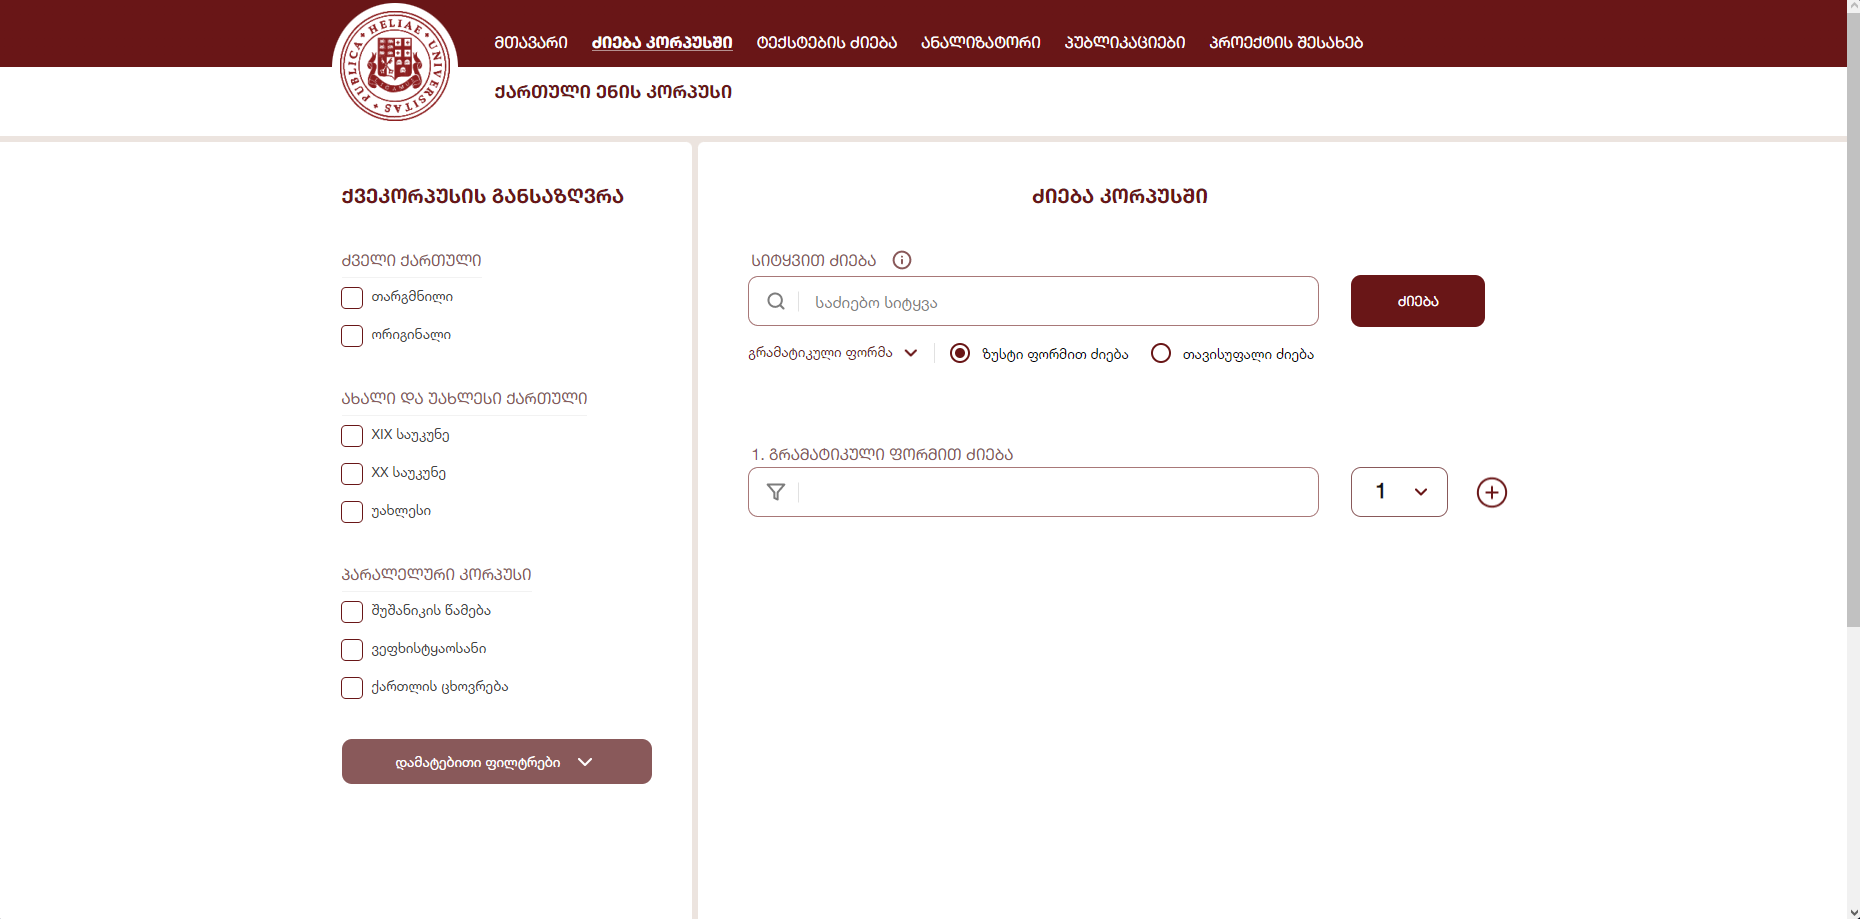 HELIAE UNIVERSITAS PUBLICA
მთავარი ძიება კორპუსში ტექსტების ძიება ანალიზატორი პუბლიკაციები პროექტის შესახებ
ქართული ენის კორპუსი
ქვეკორპუსის განსაზღვრა
ძველი ქართული
თარგმნილი
ორიგინალი
ახალი და უახლესი ქართული
XIX საუკუნე
XX საუკუნე
უახლესი
პარალელური კორპუსი
შუშანიკის წამება
ვეფხისტყაოსანი
ქართლის ცხოვრება
დამატებითი ფილტრები
ძიება კორპუსში
სიტყვით ძიება
საძიებო სიტყვა
ძიება
გრამატიკული ფორმა ზუსტი ფორმით ძიება თავისუფალი ძიება
1. გრამატიკული ფორმით ძიება
1